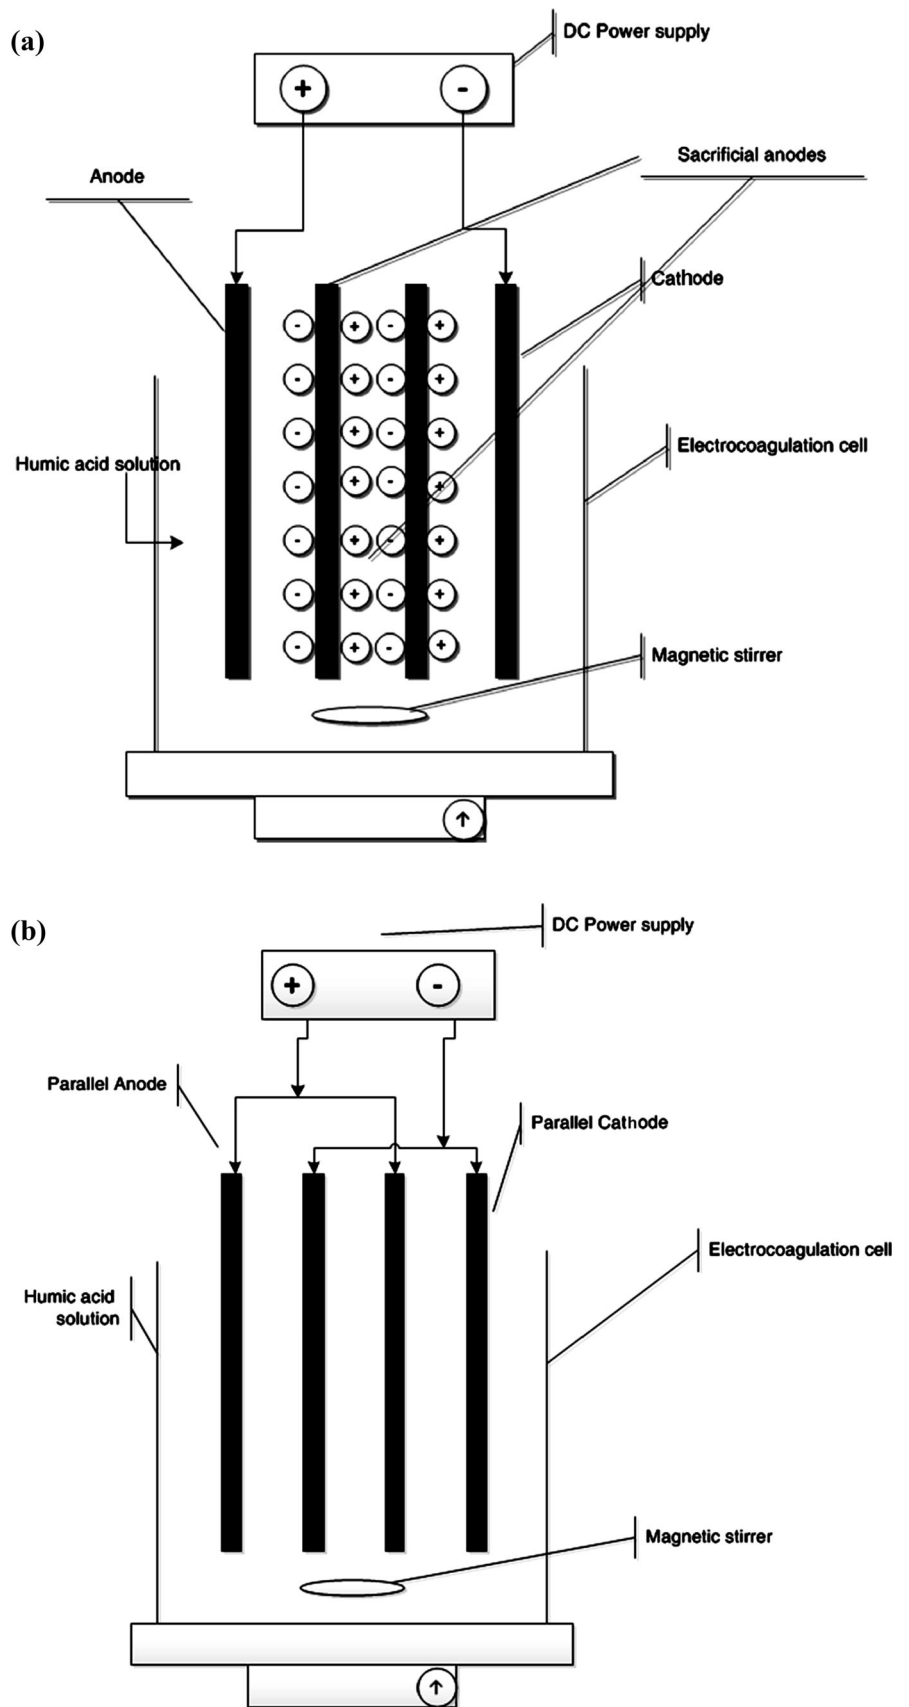 (a)
DC Power supply
+ -
Anode
Sacrificial anodes
Cathode
- + - +
- + - +
- + - +
Humic acid solution
Electrocoagulation cell
- + - +
- + - +
- + - +
- + - +
Magnetic stirrer
↑
(b)
DC Power supply
+ -
Parallel Anode
Parallel Cathode
Electrocoagulation cell
Humic acid
solution
Magnetic stirrer
↑